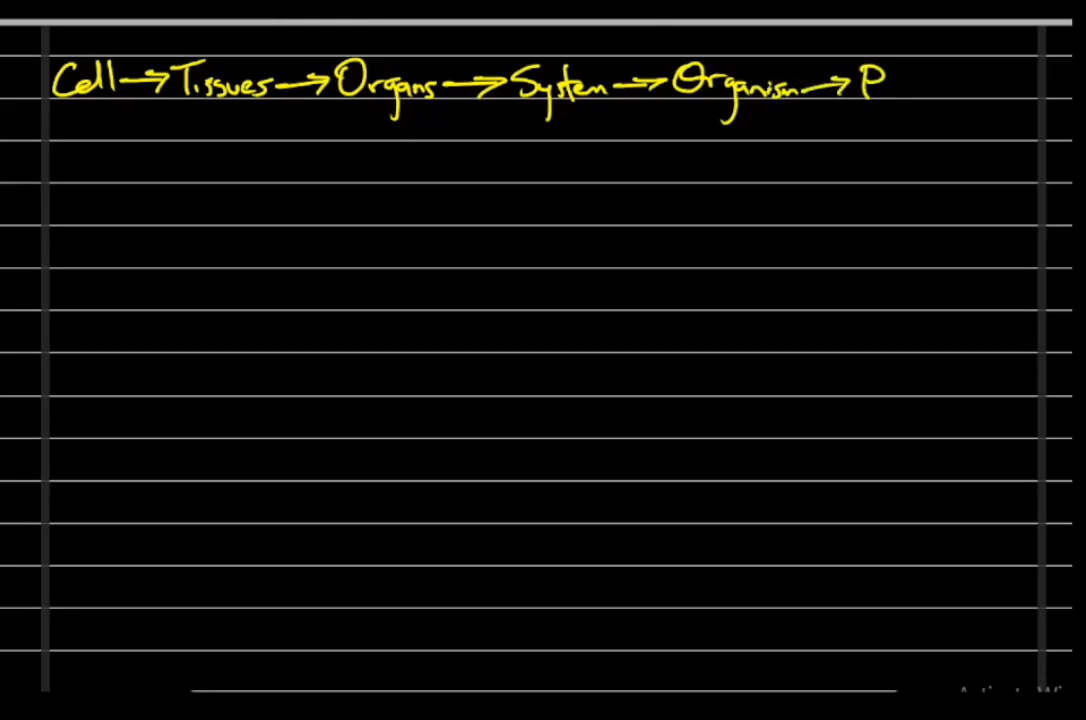 Cell → Tissues → Organs → System → Organism → P